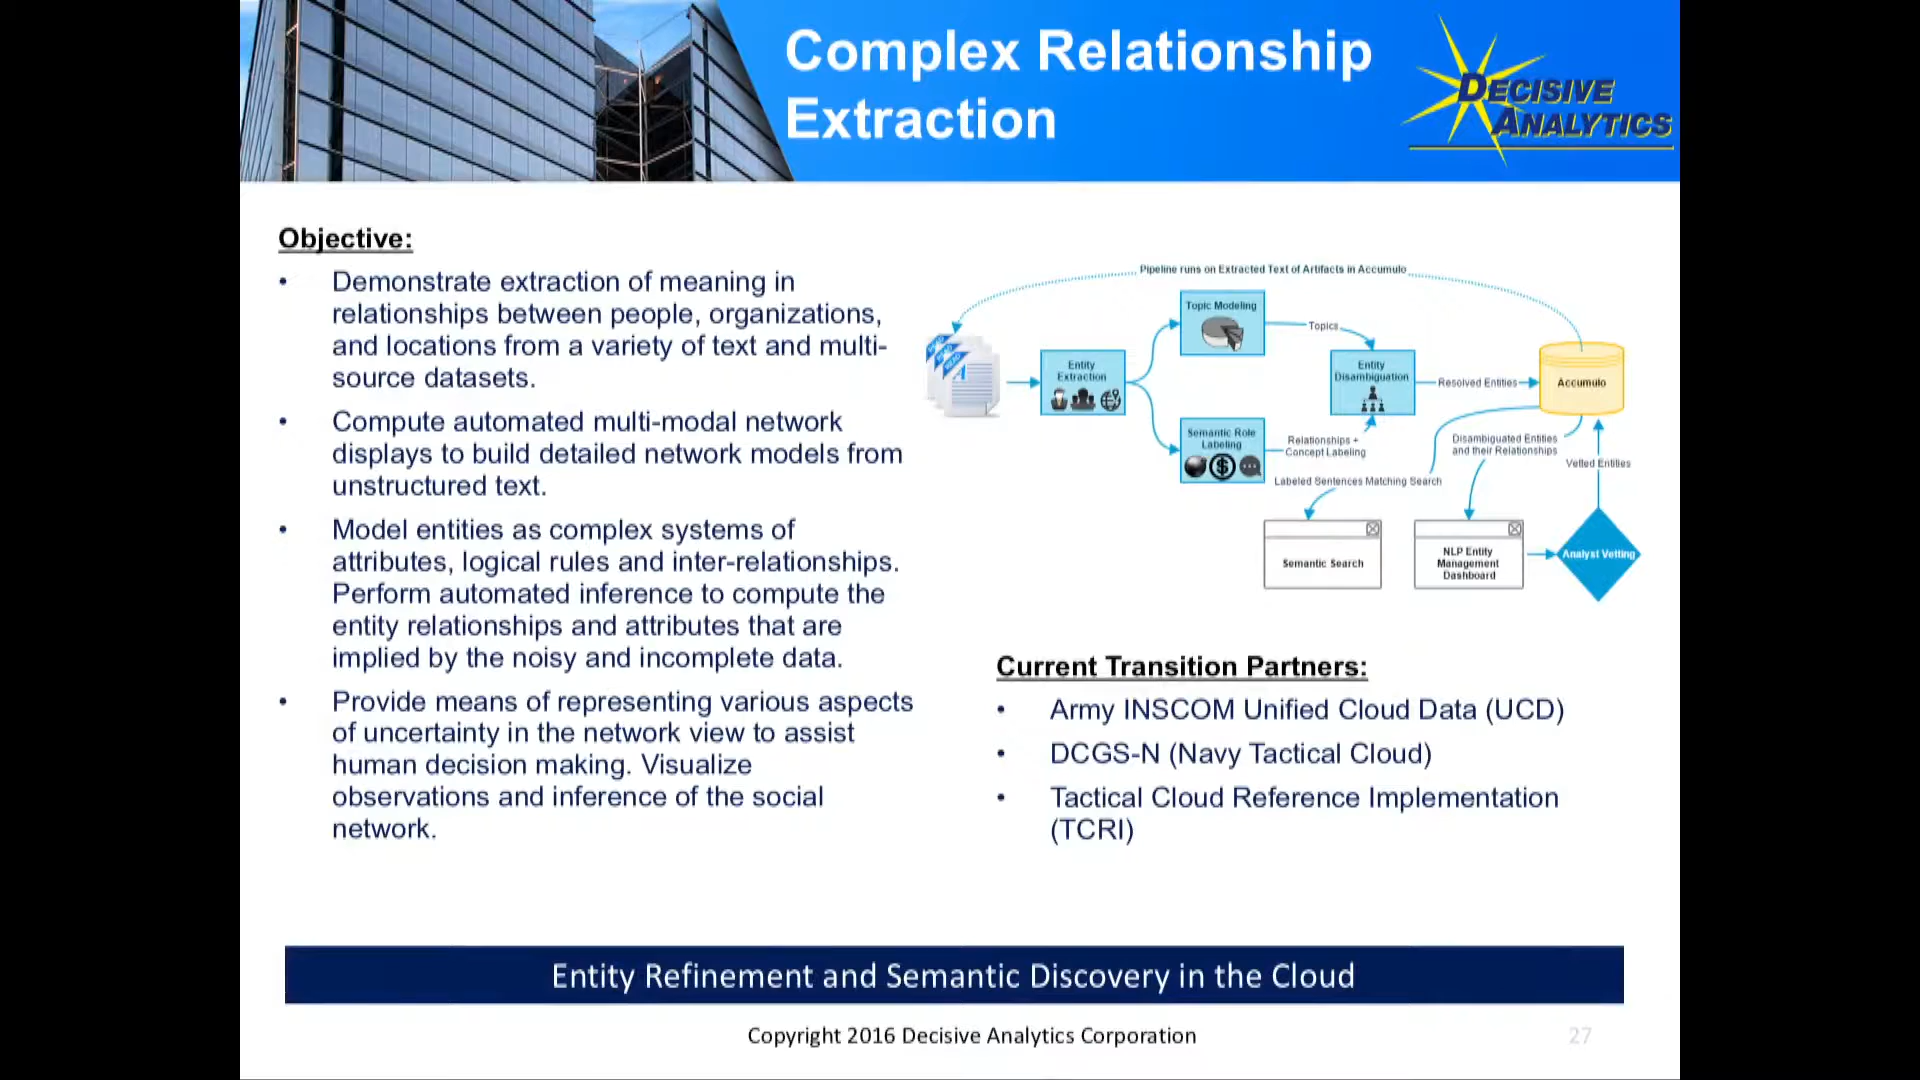 Complex Relationship
Extraction
DECISIVE
ANALYTICS
Objective:
• Demonstrate extraction of meaning in
relationships between people, organizations,
and locations from a variety of text and multi-
source datasets.
• Compute automated multi-modal network
displays to build detailed network models from
unstructured text.
• Model entities as complex systems of
attributes, logical rules and inter-relationships.
Perform automated inference to compute the
entity relationships and attributes that are
implied by the noisy and incomplete data.
• Provide means of representing various aspects
of uncertainty in the network view to assist
human decision making. Visualize
observations and inference of the social
network.
Pipeline runs on Extracted Text of Artifacts in Accumulo
Topic Modeling
Topics
Entity
Extraction
Entity
Disambiguation
Resolved Entities
Accumulo
Semantic Role
Labeling
Relationships +
Concept Labeling
Disambiguated Entities
and their Relationships
Vetted Entities
Labeled Sentences Matching Search
Semantic Search
NLP Entity
Management
Dashboard
Analyst Vetting
Current Transition Partners:
• Army INSCOM Unified Cloud Data (UCD)
• DCGS-N (Navy Tactical Cloud)
• Tactical Cloud Reference Implementation
(TCRI)
Entity Refinement and Semantic Discovery in the Cloud
Copyright 2016 Decisive Analytics Corporation
27